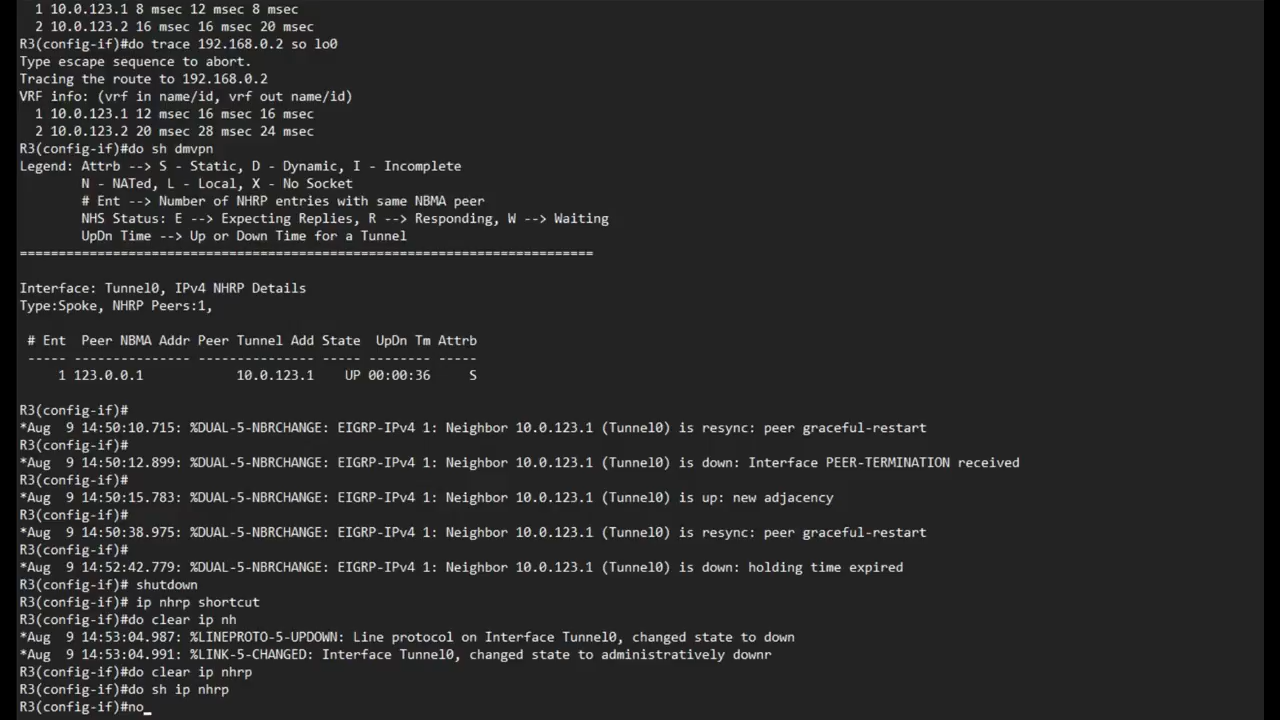 1 10.0.123.1 8 msec 12 msec 8 msec
2 10.0.123.2 16 msec 16 msec 20 msec
R3(config-if)#do trace 192.168.0.2 so lo0
Type escape sequence to abort.
Tracing the route to 192.168.0.2
VRF info: (vrf in name/id, vrf out name/id)
1 10.0.123.1 12 msec 16 msec 16 msec
2 10.0.123.2 20 msec 28 msec 24 msec
R3(config-if)#do sh dmvpn
Legend: Attrb --> S - Static, D - Dynamic, I - Incomplete
N - NATed, L - Local, X - No Socket
# Ent --> Number of NHRP entries with same NBMA peer
NHS Status: E --> Expecting Replies, R --> Responding, W --> Waiting
UpDn Time --> Up or Down Time for a Tunnel
==========================================================================
Interface: Tunnel0, IPv4 NHRP Details
Type:Spoke, NHRP Peers:1,
# Ent  Peer NBMA Addr Peer Tunnel Add State  UpDn Tm Attrb
----- --------------- --------------- ----- -------- -----
1 123.0.0.1            10.0.123.1    UP 00:00:36     S
R3(config-if)#
*Aug  9 14:50:10.715: %DUAL-5-NBRCHANGE: EIGRP-IPv4 1: Neighbor 10.0.123.1 (Tunnel0) is resync: peer graceful-restart
R3(config-if)#
*Aug  9 14:50:12.899: %DUAL-5-NBRCHANGE: EIGRP-IPv4 1: Neighbor 10.0.123.1 (Tunnel0) is down: Interface PEER-TERMINATION received
R3(config-if)#
*Aug  9 14:50:15.783: %DUAL-5-NBRCHANGE: EIGRP-IPv4 1: Neighbor 10.0.123.1 (Tunnel0) is up: new adjacency
R3(config-if)#
*Aug  9 14:50:38.975: %DUAL-5-NBRCHANGE: EIGRP-IPv4 1: Neighbor 10.0.123.1 (Tunnel0) is resync: peer graceful-restart
R3(config-if)#
*Aug  9 14:52:42.779: %DUAL-5-NBRCHANGE: EIGRP-IPv4 1: Neighbor 10.0.123.1 (Tunnel0) is down: holding time expired
R3(config-if)# shutdown
R3(config-if)# ip nhrp shortcut
R3(config-if)#do clear ip nh
*Aug  9 14:53:04.987: %LINEPROTO-5-UPDOWN: Line protocol on Interface Tunnel0, changed state to down
*Aug  9 14:53:04.991: %LINK-5-CHANGED: Interface Tunnel0, changed state to administratively downr
R3(config-if)#do clear ip nhrp
R3(config-if)#do sh ip nhrp
R3(config-if)#no_